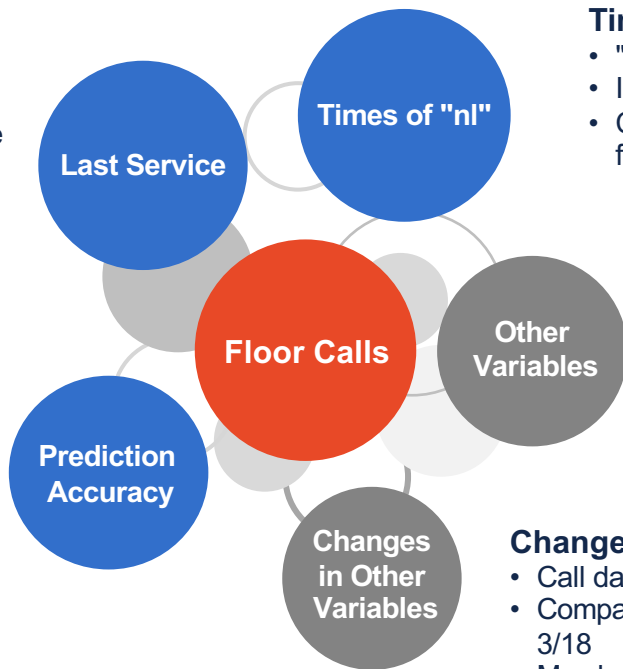 Tin
• "
• I
Times of "nl"
• C
f
e
Last Service
Floor Calls
Other
Variables
Prediction
Accuracy
Changes
in Other
Variables
Change
• Call da
• Compa
3/18